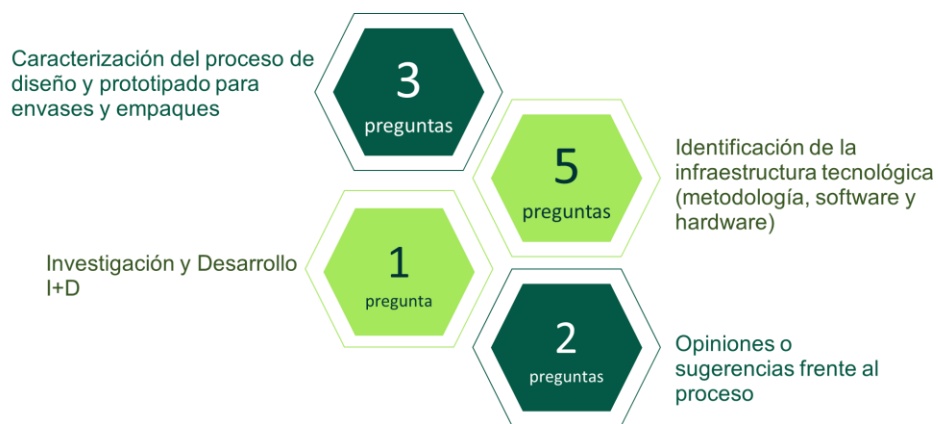 Caracterización del proceso de
diseño y prototipado para
envases y empaques
3
preguntas
5
preguntas
Identificación de la
infraestructura tecnológica
(metodología, software y
hardware)
Investigación y Desarrollo
I+D
1
pregunta
2
preguntas
Opiniones o
sugerencias frente al
proceso